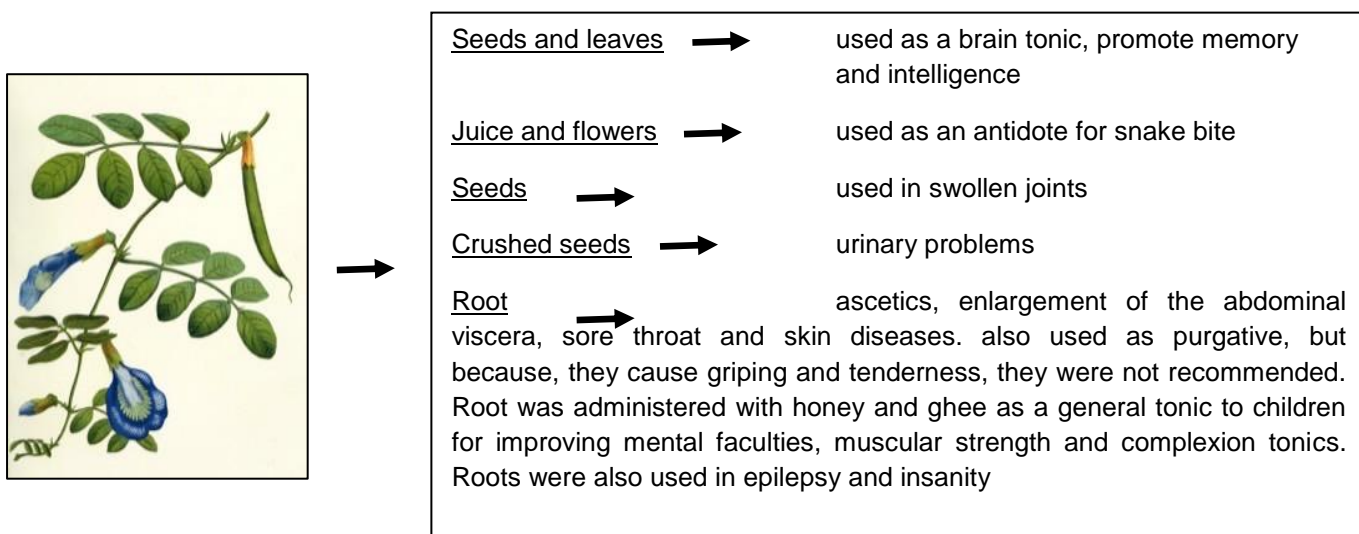 Seeds and leaves used as a brain tonic, promote memory
and intelligence
Juice and flowers used as an antidote for snake bite
Seeds used in swollen joints
Crushed seeds urinary problems
Root ascetics, enlargement of the abdominal
viscera, sore throat and skin diseases. also used as purgative, but
because, they cause griping and tenderness, they were not recommended.
Root was administered with honey and ghee as a general tonic to children
for improving mental faculties, muscular strength and complexion tonics.
Roots were also used in epilepsy and insanity